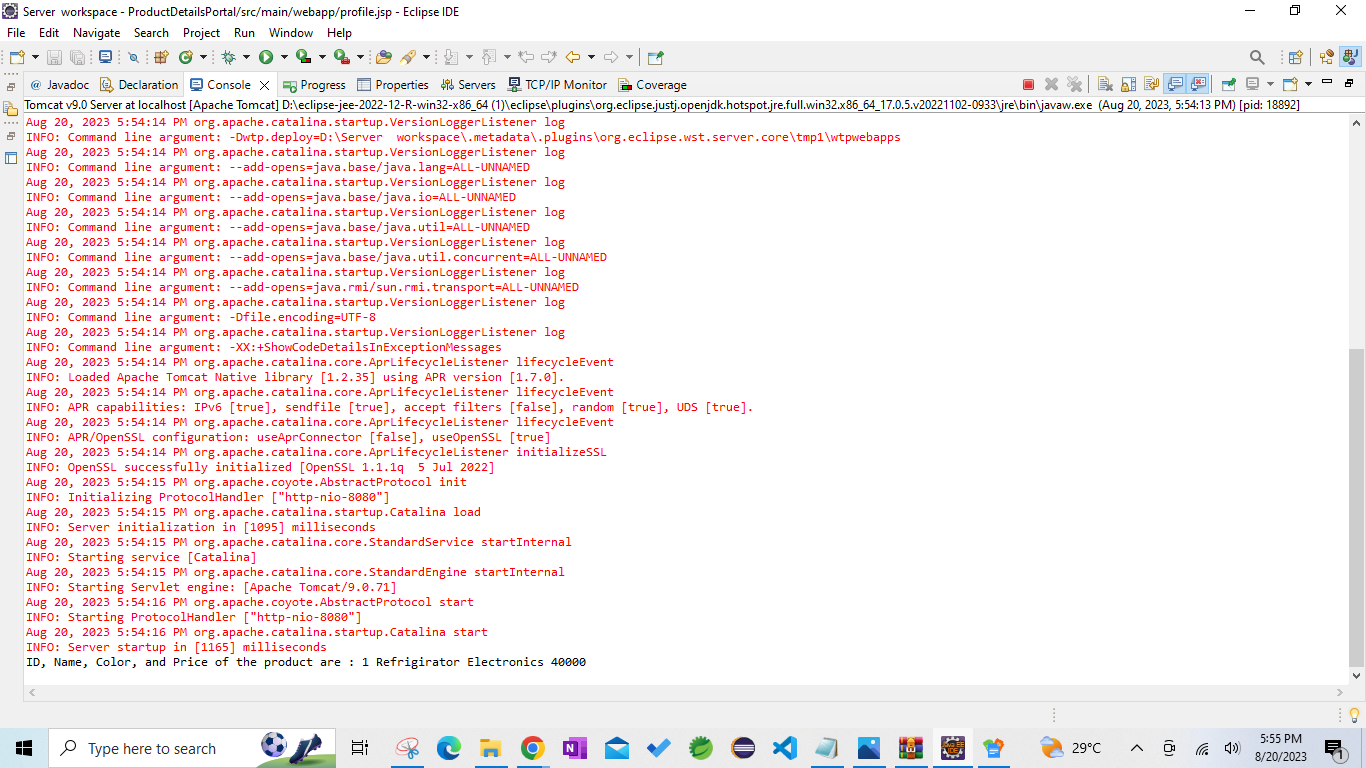 Server  workspace - ProductDetailsPortal/src/main/webapp/profile.jsp - Eclipse IDE
File Edit Navigate Search Project Run Window Help
@ Javadoc Declaration Console Progress Properties Servers TCP/IP Monitor Coverage
Tomcat v9.0 Server at localhost [Apache Tomcat] D:\eclipse-jee-2022-12-R-win32-x86_64 (1)\eclipse\plugins\org.eclipse.justj.openjdk.hotspot.jre.full.win32.x86_64_17.0.5.v20221102-0933\jre\bin\javaw.exe (Aug 20, 2023, 5:54:13 PM) [pid: 18892]
Aug 20, 2023 5:54:14 PM org.apache.catalina.startup.VersionLoggerListener log
INFO: Command line argument: -Dwtp.deploy=D:\Server  workspace\.metadata\.plugins\org.eclipse.wst.server.core\tmp1\wtpwebapps
Aug 20, 2023 5:54:14 PM org.apache.catalina.startup.VersionLoggerListener log
INFO: Command line argument: --add-opens=java.base/java.lang=ALL-UNNAMED
Aug 20, 2023 5:54:14 PM org.apache.catalina.startup.VersionLoggerListener log
INFO: Command line argument: --add-opens=java.base/java.io=ALL-UNNAMED
Aug 20, 2023 5:54:14 PM org.apache.catalina.startup.VersionLoggerListener log
INFO: Command line argument: --add-opens=java.base/java.util=ALL-UNNAMED
Aug 20, 2023 5:54:14 PM org.apache.catalina.startup.VersionLoggerListener log
INFO: Command line argument: --add-opens=java.base/java.util.concurrent=ALL-UNNAMED
Aug 20, 2023 5:54:14 PM org.apache.catalina.startup.VersionLoggerListener log
INFO: Command line argument: --add-opens=java.rmi/sun.rmi.transport=ALL-UNNAMED
Aug 20, 2023 5:54:14 PM org.apache.catalina.startup.VersionLoggerListener log
INFO: Command line argument: -Dfile.encoding=UTF-8
Aug 20, 2023 5:54:14 PM org.apache.catalina.startup.VersionLoggerListener log
INFO: Command line argument: -XX:+ShowCodeDetailsInExceptionMessages
Aug 20, 2023 5:54:14 PM org.apache.catalina.core.AprLifecycleListener lifecycleEvent
INFO: Loaded Apache Tomcat Native library [1.2.35] using APR version [1.7.0].
Aug 20, 2023 5:54:14 PM org.apache.catalina.core.AprLifecycleListener lifecycleEvent
INFO: APR capabilities: IPv6 [true], sendfile [true], accept filters [false], random [true], UDS [true].
Aug 20, 2023 5:54:14 PM org.apache.catalina.core.AprLifecycleListener lifecycleEvent
INFO: APR/OpenSSL configuration: useAprConnector [false], useOpenSSL [true]
Aug 20, 2023 5:54:14 PM org.apache.catalina.core.AprLifecycleListener initializeSSL
INFO: OpenSSL successfully initialized [OpenSSL 1.1.1q  5 Jul 2022]
Aug 20, 2023 5:54:15 PM org.apache.coyote.AbstractProtocol init
INFO: Initializing ProtocolHandler ["http-nio-8080"]
Aug 20, 2023 5:54:15 PM org.apache.catalina.startup.Catalina load
INFO: Server initialization in [1095] milliseconds
Aug 20, 2023 5:54:15 PM org.apache.catalina.core.StandardService startInternal
INFO: Starting service [Catalina]
Aug 20, 2023 5:54:15 PM org.apache.catalina.core.StandardEngine startInternal
INFO: Starting Servlet engine: [Apache Tomcat/9.0.71]
Aug 20, 2023 5:54:16 PM org.apache.coyote.AbstractProtocol start
INFO: Starting ProtocolHandler ["http-nio-8080"]
Aug 20, 2023 5:54:16 PM org.apache.catalina.startup.Catalina start
INFO: Server startup in [1165] milliseconds
ID, Name, Color, and Price of the product are : 1 Refrigirator Electronics 40000
Type here to search
29°C
5:55 PM
8/20/2023
1